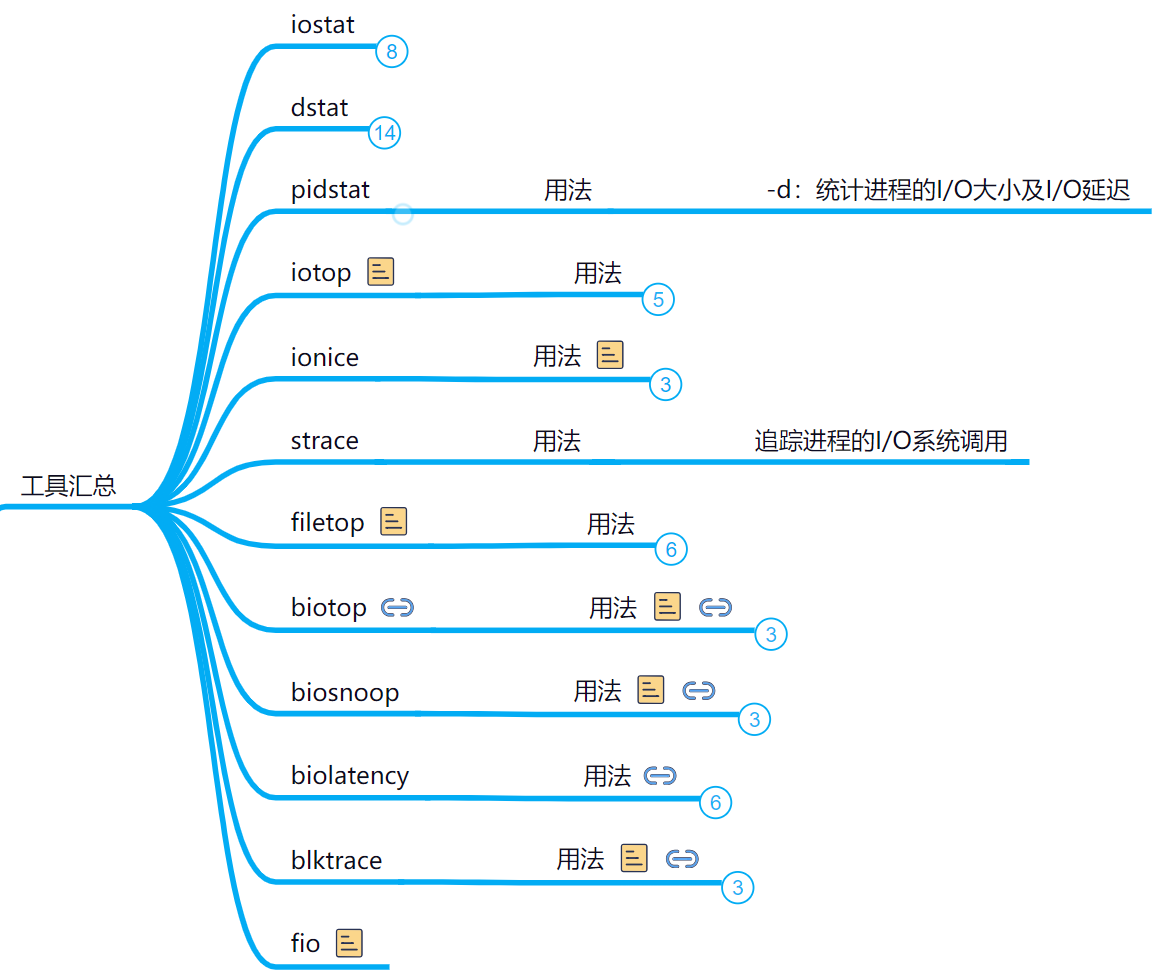 iostat
8
dstat
14
pidstat 用法 -d：统计进程的I/O大小及I/O延迟
iotop 用法
5
ionice 用法
3
strace 用法 追踪进程的I/O系统调用
工具汇总
filetop 用法
6
biotop 用法
3
biosnoop 用法
3
biolatency 用法
6
blktrace 用法
3
fio